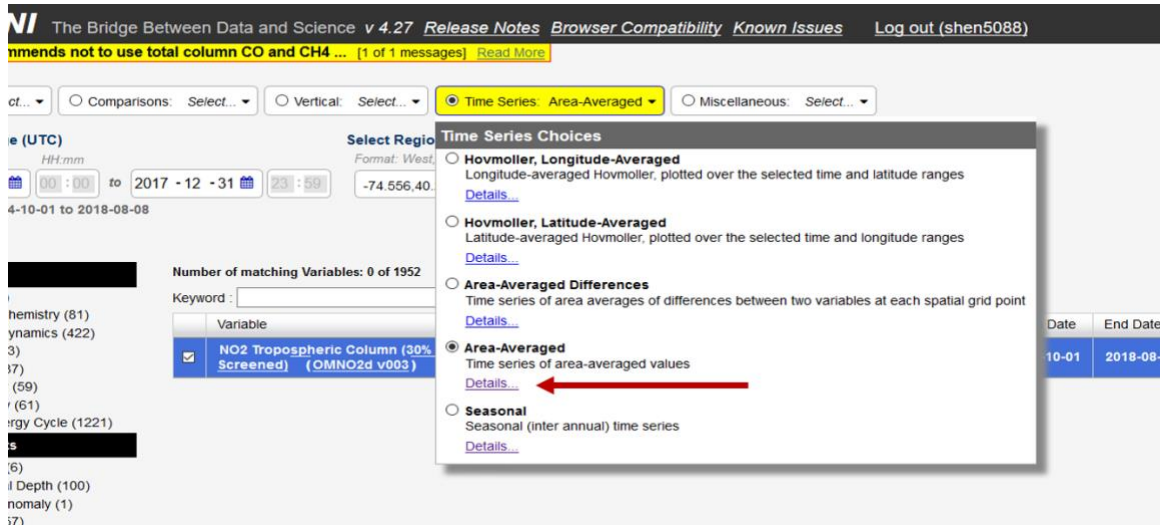 NI The Bridge Between Data and Science v 4.27 Release Notes Browser Compatibility Known Issues Log out (shen5088)
mmends not to use total column CO and CH4 ... [1 of 1 messages] Read More
ct... Comparisons: Select... Vertical: Select... Time Series: Area-Averaged Miscellaneous: Select...
e (UTC) Select Regio
HH:mm Format: West,
00 : 00 to 2017 - 12 - 31 23 : 59 -74.556,40.
4-10-01 to 2018-08-08
Time Series Choices
Hovmoller, Longitude-Averaged
Longitude-averaged Hovmoller, plotted over the selected time and latitude ranges
Details...
Hovmoller, Latitude-Averaged
Latitude-averaged Hovmoller, plotted over the selected time and longitude ranges
Details...
Area-Averaged Differences
Time series of area averages of differences between two variables at each spatial grid point
Details...
Area-Averaged
Time series of area-averaged values
Details...
Seasonal
Seasonal (inter annual) time series
Details...
Number of matching Variables: 0 of 1952
Keyword :
Variable Date End Date
NO2 Tropospheric Column (30% 10-01 2018-08-
Screened) (OMNO2d v003)
hemistry (81)
ynamics (422)
3)
37)
(59)
(61)
ergy Cycle (1221)
s
(6)
l Depth (100)
nomaly (1)
57)